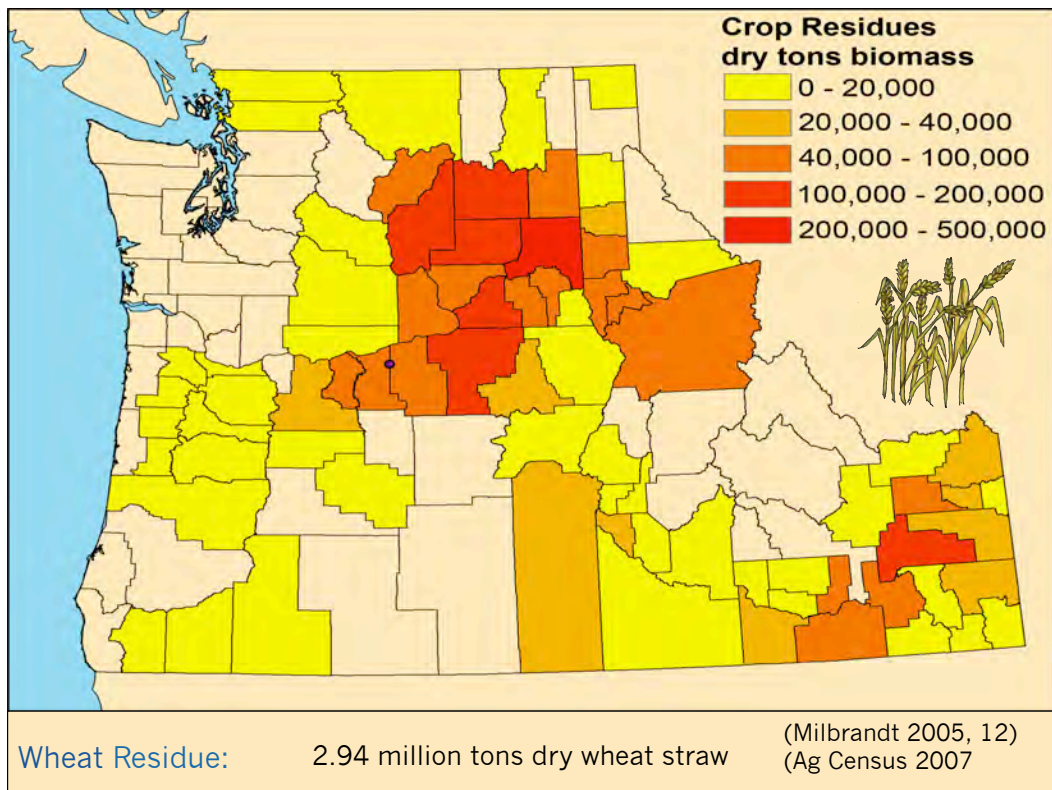 Crop Residues
dry tons biomass
0 - 20,000
20,000 - 40,000
40,000 - 100,000
100,000 - 200,000
200,000 - 500,000
Wheat Residue:
2.94 million tons dry wheat straw
(Milbrandt 2005, 12)
(Ag Census 2007